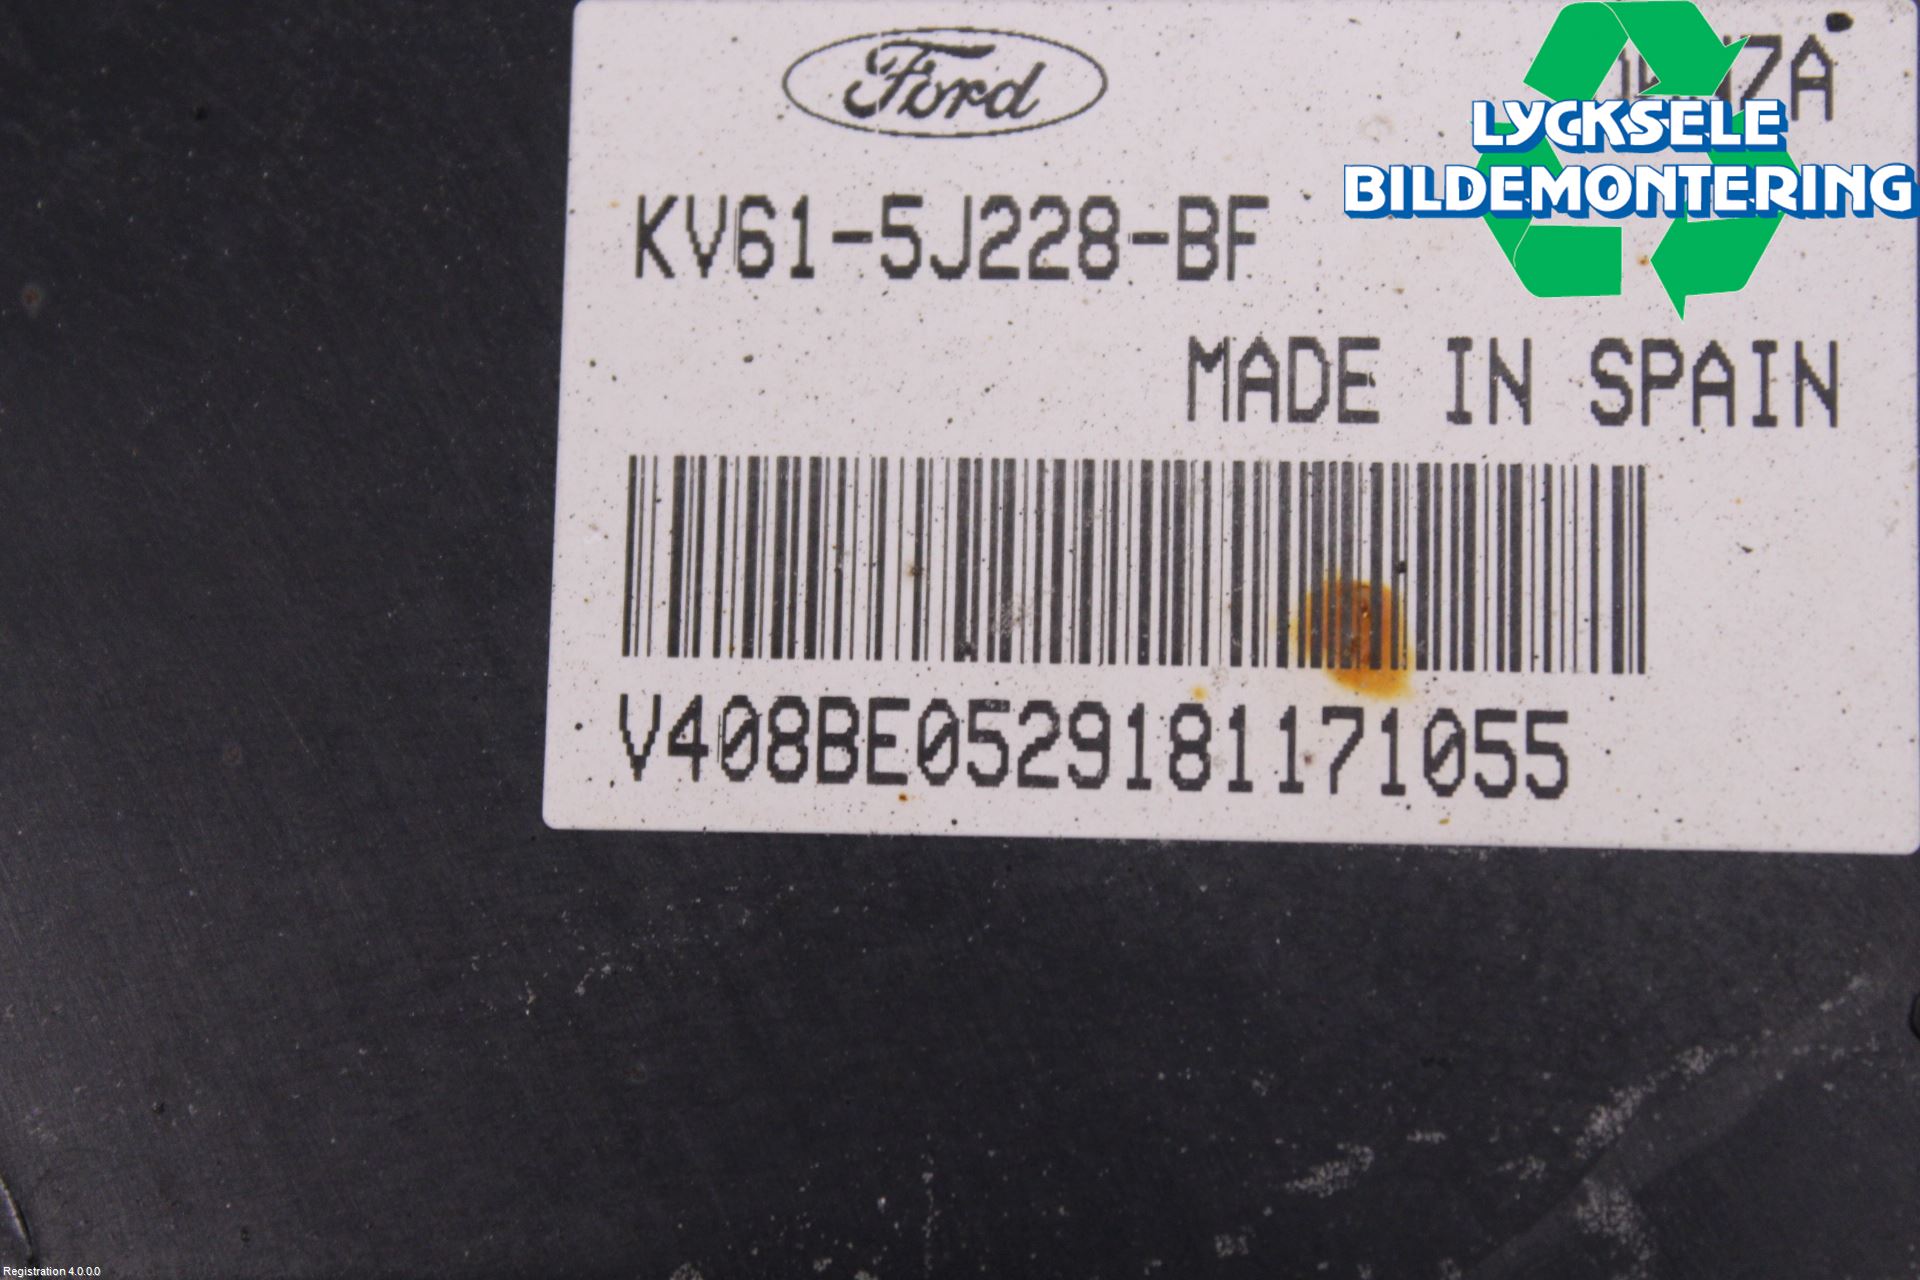 Ford
LYCKSELE
BILDEMONTERING
KV61-5J228-BF
MADE IN SPAIN
V408BE0529181171055
Registration 4.0.0.0